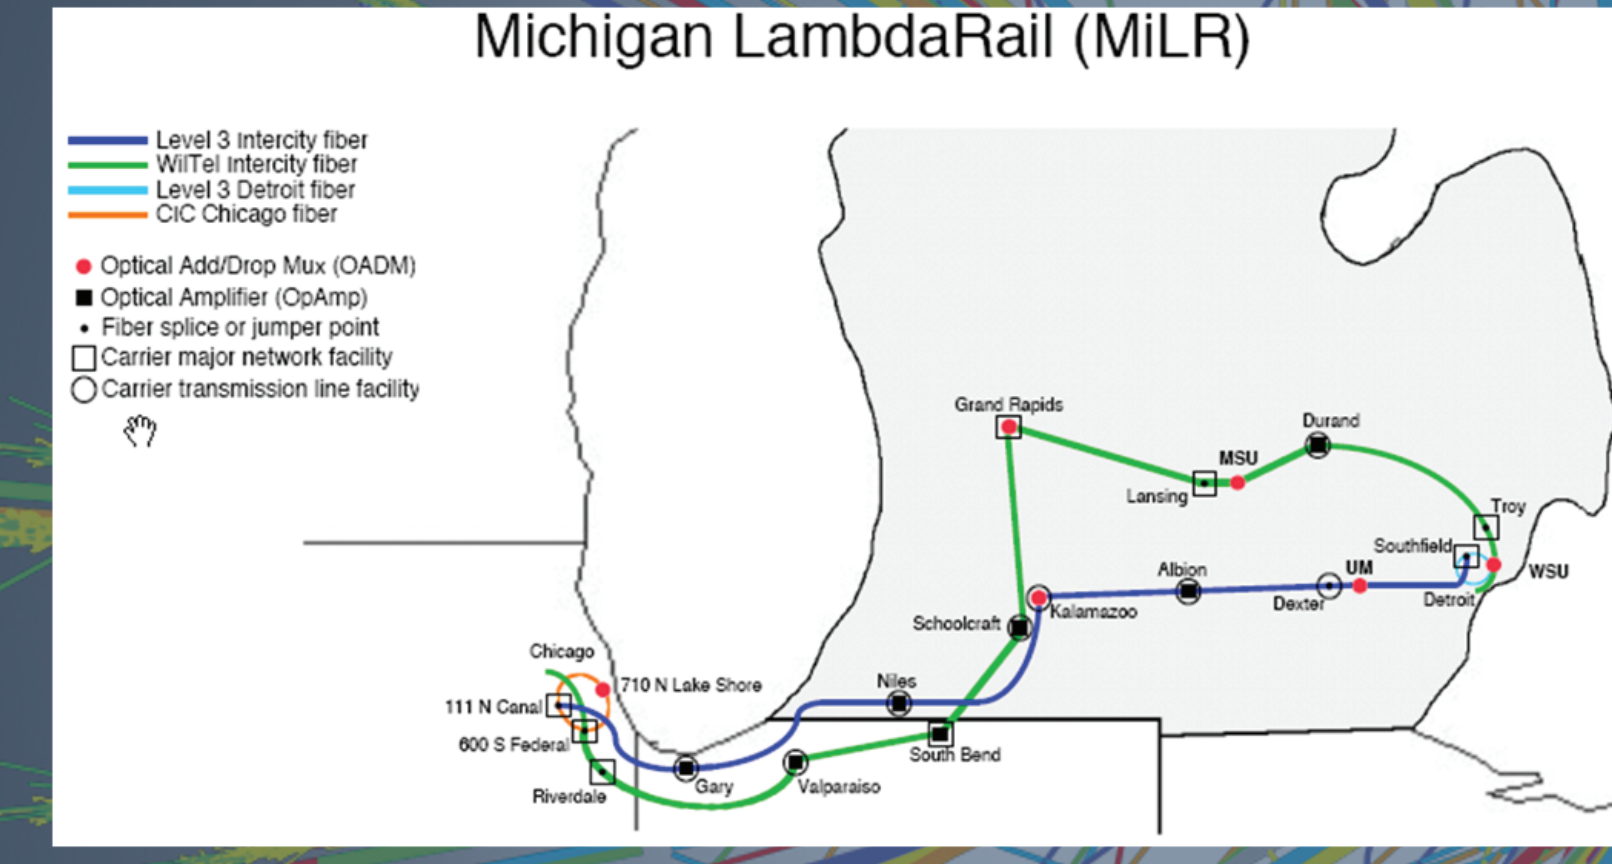 Michigan LambdaRail (MiLR)
Level 3 Intercity fiber
WilTel Intercity fiber
Level 3 Detroit fiber
CIC Chicago fiber
Optical Add/Drop Mux (OADM)
Optical Amplifier (OpAmp)
Fiber splice or jumper point
Carrier major network facility
Carrier transmission line facility
Grand Rapids
Durand
MSU
Lansing
Troy
Southfield
WSU
UM
Albion
Dexter
Detroit
Kalamazoo
Schoolcraft
Chicago
Niles
710 N Lake Shore
111 N Canal
600 S Federal
South Bend
Gary
Valparaiso
Riverdale